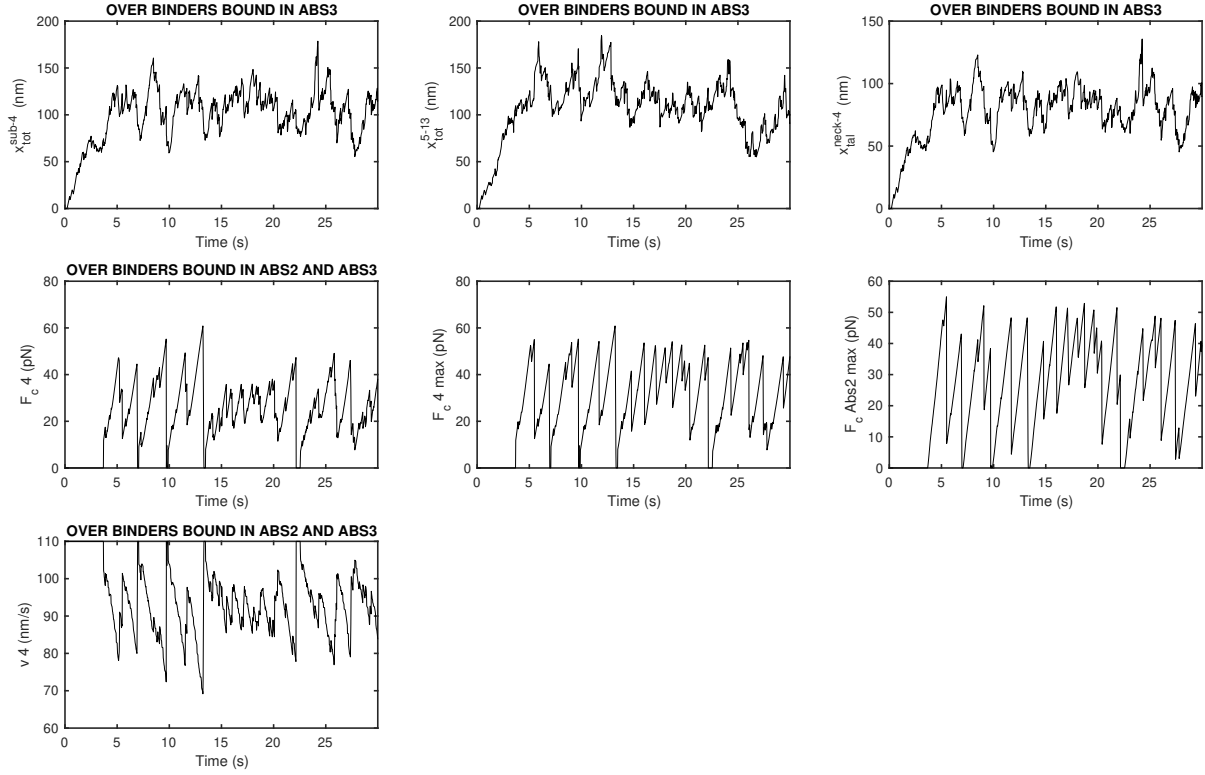 OVER BINDERS BOUND IN ABS3
200
150
100
50
0
0 5 10 15 20 25
x_tot^sub-4 (nm)
Time (s)
OVER BINDERS BOUND IN ABS3
200
150
100
50
0
0 5 10 15 20 25
x_tot^5-13 (nm)
Time (s)
OVER BINDERS BOUND IN ABS3
150
100
50
0
0 5 10 15 20 25
x_tal^neck-4 (nm)
Time (s)
OVER BINDERS BOUND IN ABS2 AND ABS3
80
60
40
20
0
0 5 10 15 20 25
F_c 4 (pN)
Time (s)
80
60
40
20
0
0 5 10 15 20 25
F_c 4 max (pN)
Time (s)
60
50
40
30
20
10
0
0 5 10 15 20 25
F_c Abs2 max (pN)
Time (s)
OVER BINDERS BOUND IN ABS2 AND ABS3
110
100
90
80
70
60
0 5 10 15 20 25
v 4 (nm/s)
Time (s)